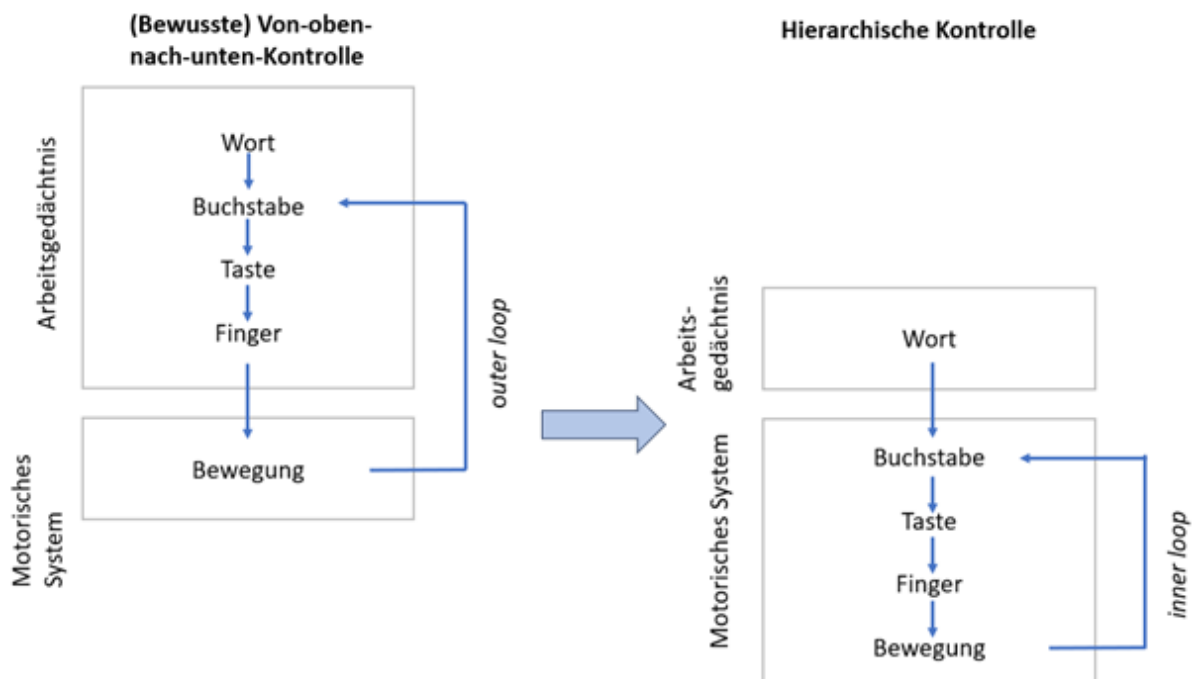 (Bewusste) Von-oben-
nach-unten-Kontrolle
Arbeitsgedächtnis
Wort
Buchstabe
Taste
Finger
outer loop
Motorisches
System
Bewegung
Hierarchische Kontrolle
Arbeits-
gedächtnis
Wort
Motorisches System
Buchstabe
Taste
Finger
Bewegung
inner loop